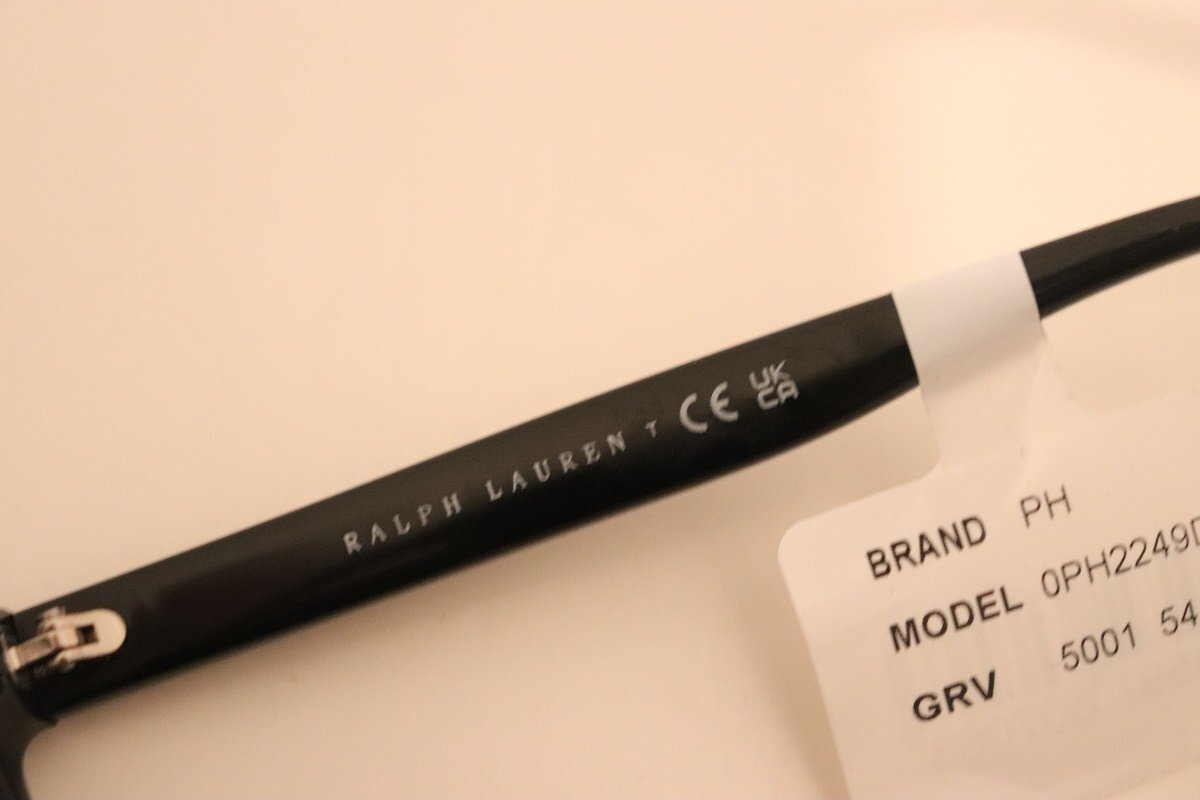 RALPH LAUREN T CE UK
CA
BRAND PH
MODEL 0PH2249D
GRV 5001 54